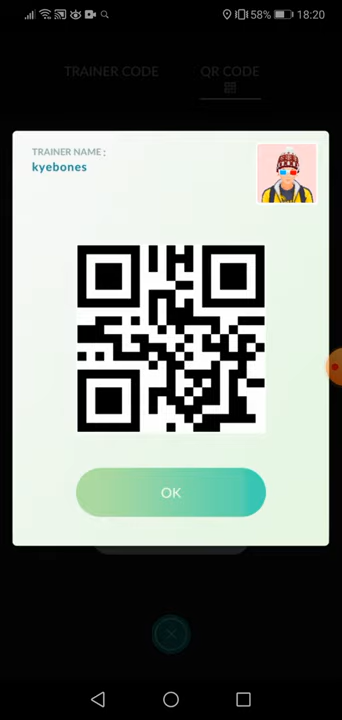 58% 18:20
TRAINER CODE QR CODE
TRAINER NAME :
kyebones
OK